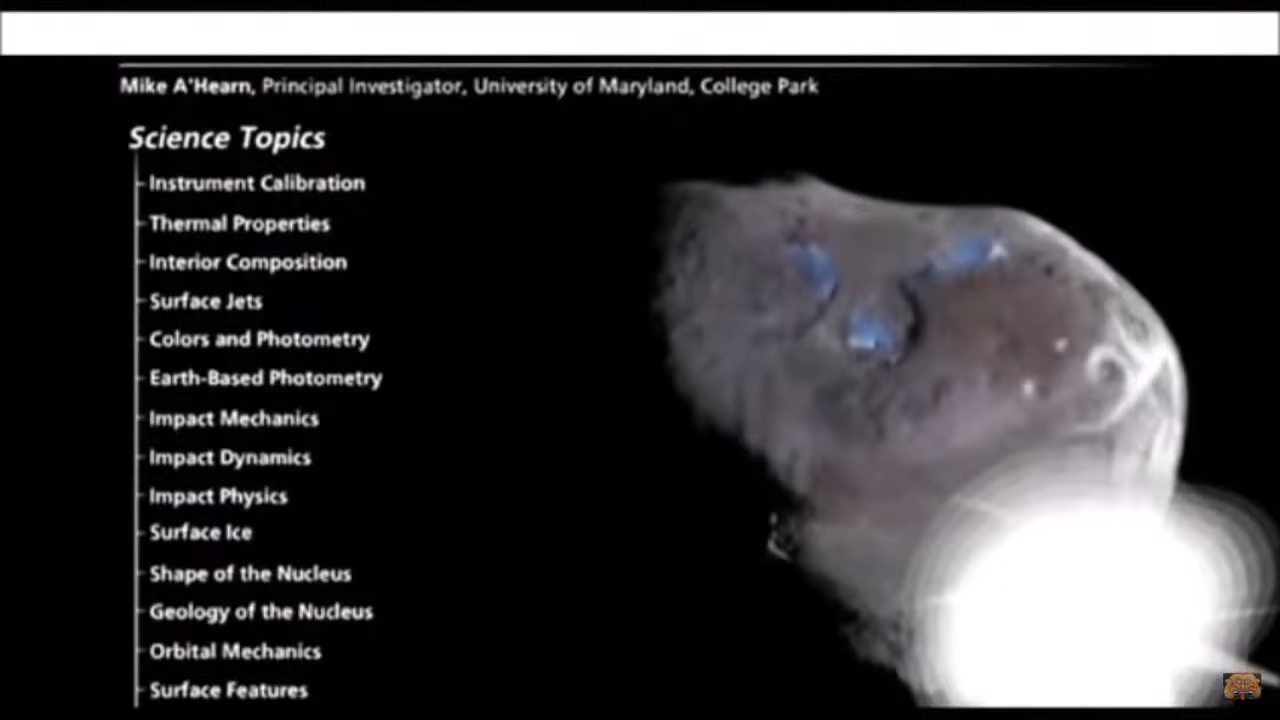 Mike A'Hearn, Principal Investigator, University of Maryland, College Park
Science Topics
Instrument Calibration
Thermal Properties
Interior Composition
Surface Jets
Colors and Photometry
Earth-Based Photometry
Impact Mechanics
Impact Dynamics
Impact Physics
Surface Ice
Shape of the Nucleus
Geology of the Nucleus
Orbital Mechanics
Surface Features